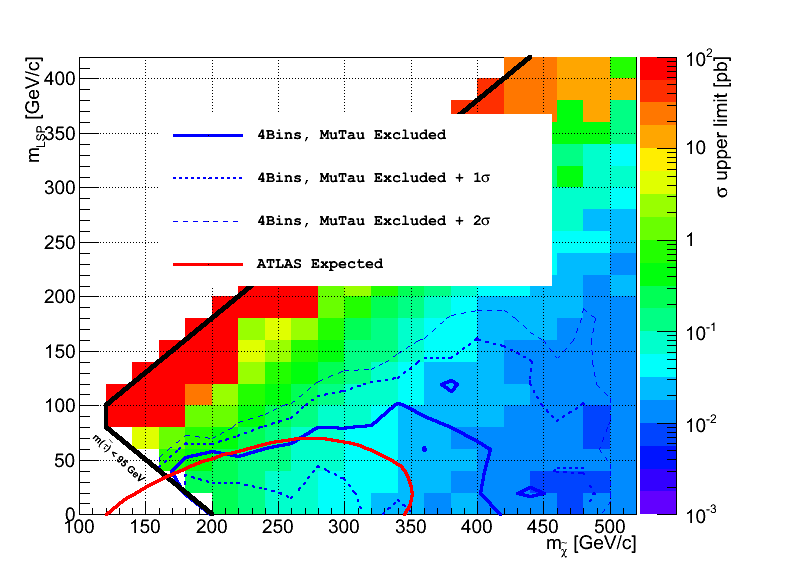 m_LSP [GeV/c]
400
350
300
250
200
150
100
50
0
4Bins, MuTau Excluded
4Bins, MuTau Excluded + 1σ
4Bins, MuTau Excluded + 2σ
ATLAS Expected
m(τ̃) < 95 GeV
100 150 200 250 300 350 400 450 500
m_χ̃ [GeV/c]
10²
10
1
10⁻¹
10⁻²
10⁻³
σ upper limit [pb]